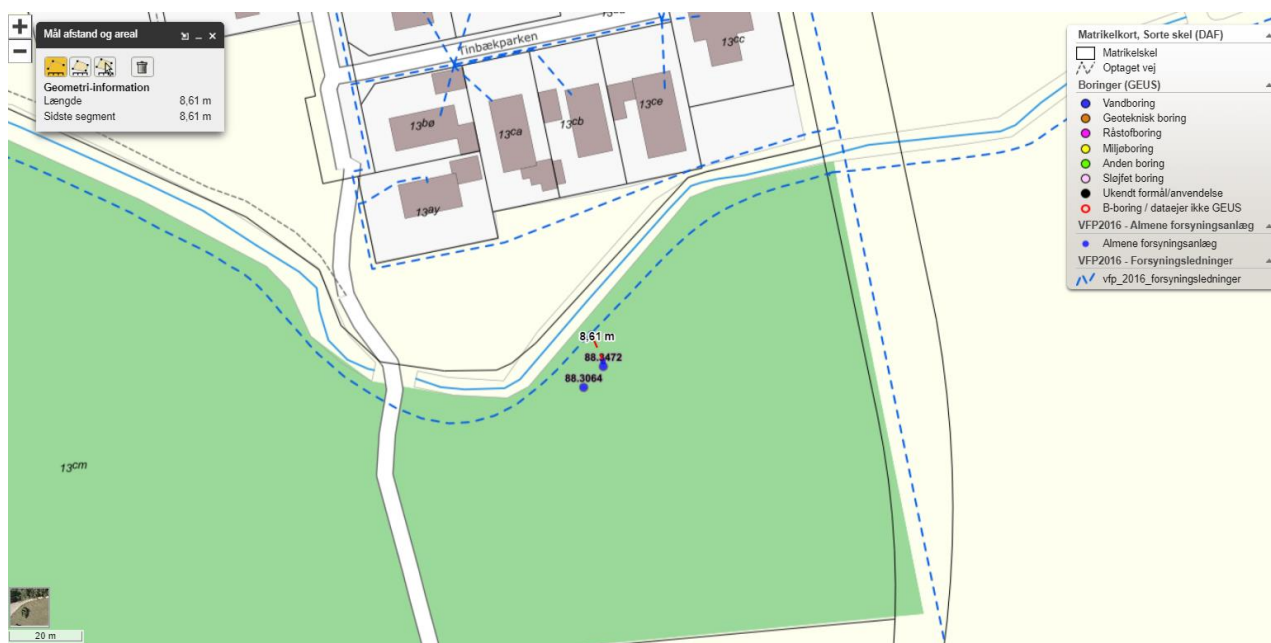 +
−
Mål afstand og areal
Geometri-information
Længde 8,61 m
Sidste segment 8,61 m
Tinbækparken
13cc
13bø
13ca
13cb
13ce
13ay
8,61 m
88.3472
88.3064
13cm
20 m
Matrikelkort, Sorte skel (DAF)
Matrikelskel
Optaget vej
Boringer (GEUS)
Vandboring
Geoteknisk boring
Råstofboring
Miljøboring
Anden boring
Sløjfet boring
Ukendt formål/anvendelse
B-boring / dataejer ikke GEUS
VFP2016 - Almene forsyningsanlæg
Almene forsyningsanlæg
VFP2016 - Forsyningsledninger
vfp_2016_forsyningsledninger